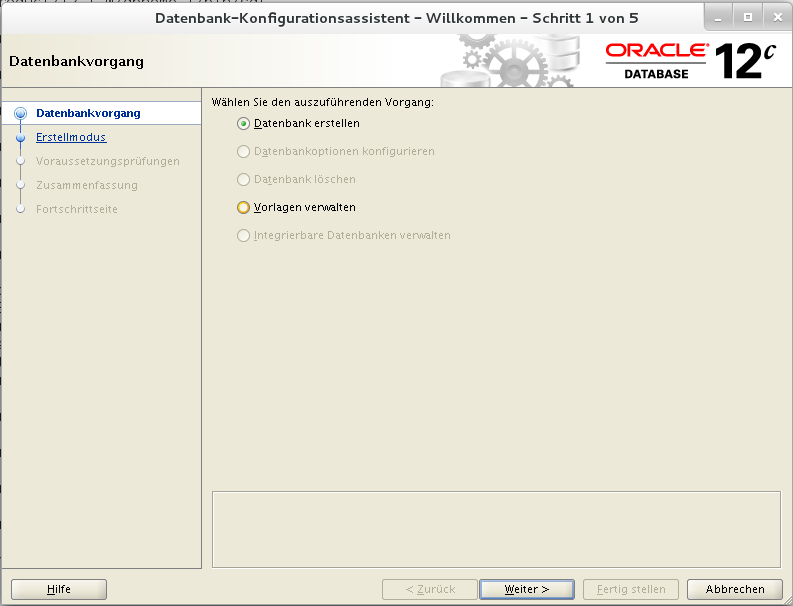 Datenbank-Konfigurationsassistent - Willkommen - Schritt 1 von 5
Datenbankvorgang
ORACLE®
DATABASE
12c
Datenbankvorgang
Erstellmodus
Voraussetzungsprüfungen
Zusammenfassung
Fortschrittseite
Wählen Sie den auszuführenden Vorgang:
Datenbank erstellen
Datenbankoptionen konfigurieren
Datenbank löschen
Vorlagen verwalten
Integrierbare Datenbanken verwalten
Hilfe
< Zurück
Weiter >
Fertig stellen
Abbrechen